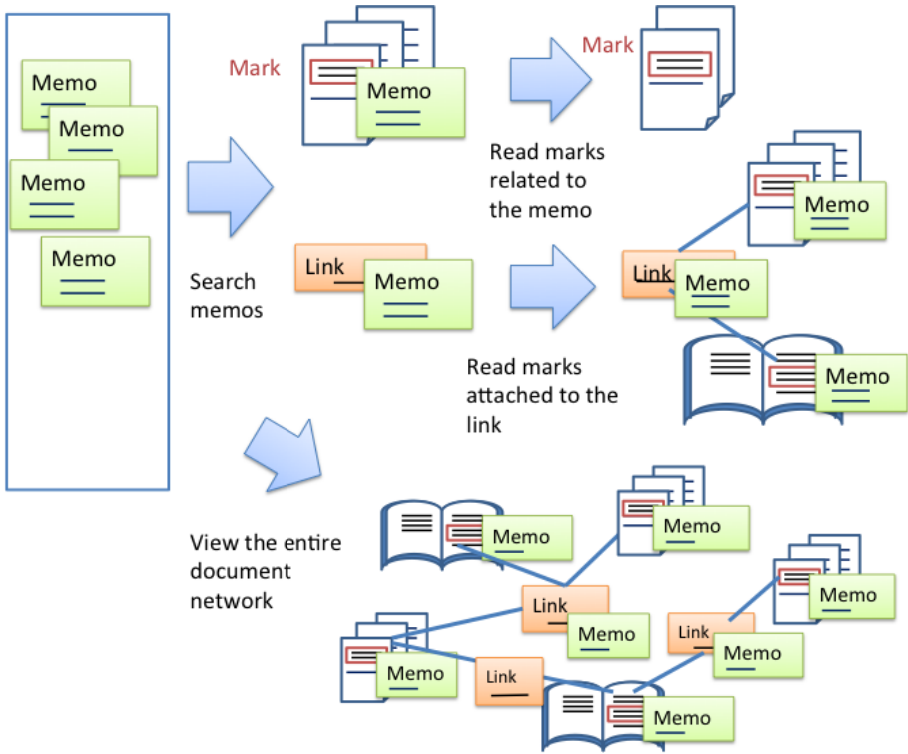 Memo
Memo
Memo
Memo
Mark
Memo
Mark
Read marks
related to
the memo
Memo
Search
memos
Link
Memo
Link
Memo
Memo
Read marks
attached to the
link
View the entire
document
network
Memo
Memo
Memo
Link
Memo
Link
Memo
Memo
Link
Memo